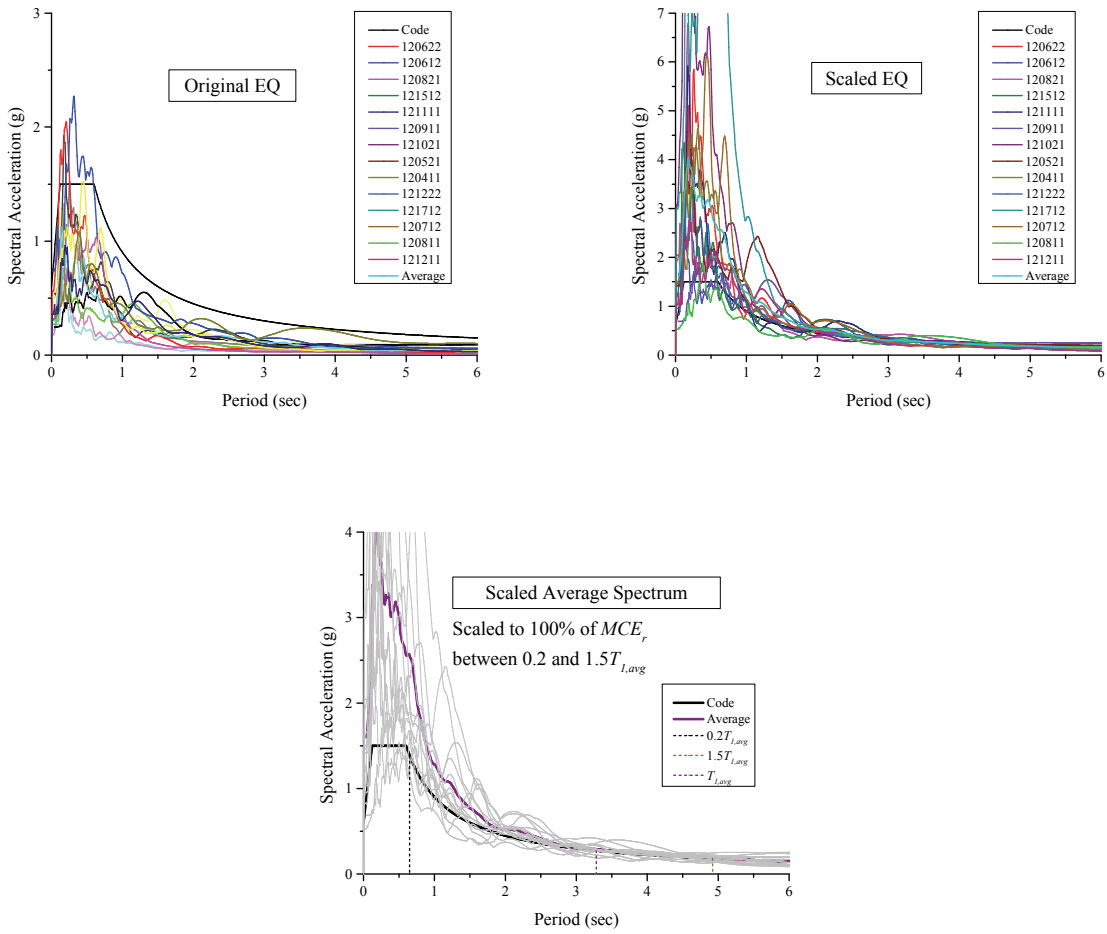 3
2
1
0
0 1 2 3 4 5 6
Spectral Acceleration (g)
Period (sec)
Original EQ
Code
120622
120612
120821
121512
121111
120911
121021
120521
120411
121222
121712
120712
120811
121211
Average
7
6
5
4
3
2
1
0
0 1 2 3 4 5 6
Spectral Acceleration (g)
Period (sec)
Scaled EQ
Code
120622
120612
120821
121512
121111
120911
121021
120521
120411
121222
121712
120712
120811
121211
Average
4
3
2
1
0
0 1 2 3 4 5 6
Spectral Acceleration (g)
Period (sec)
Scaled Average Spectrum
Scaled to 100% of MCE_r
between 0.2 and 1.5T_1,avg
Code
Average
0.2T_1,avg
1.5T_1,avg
T_1,avg